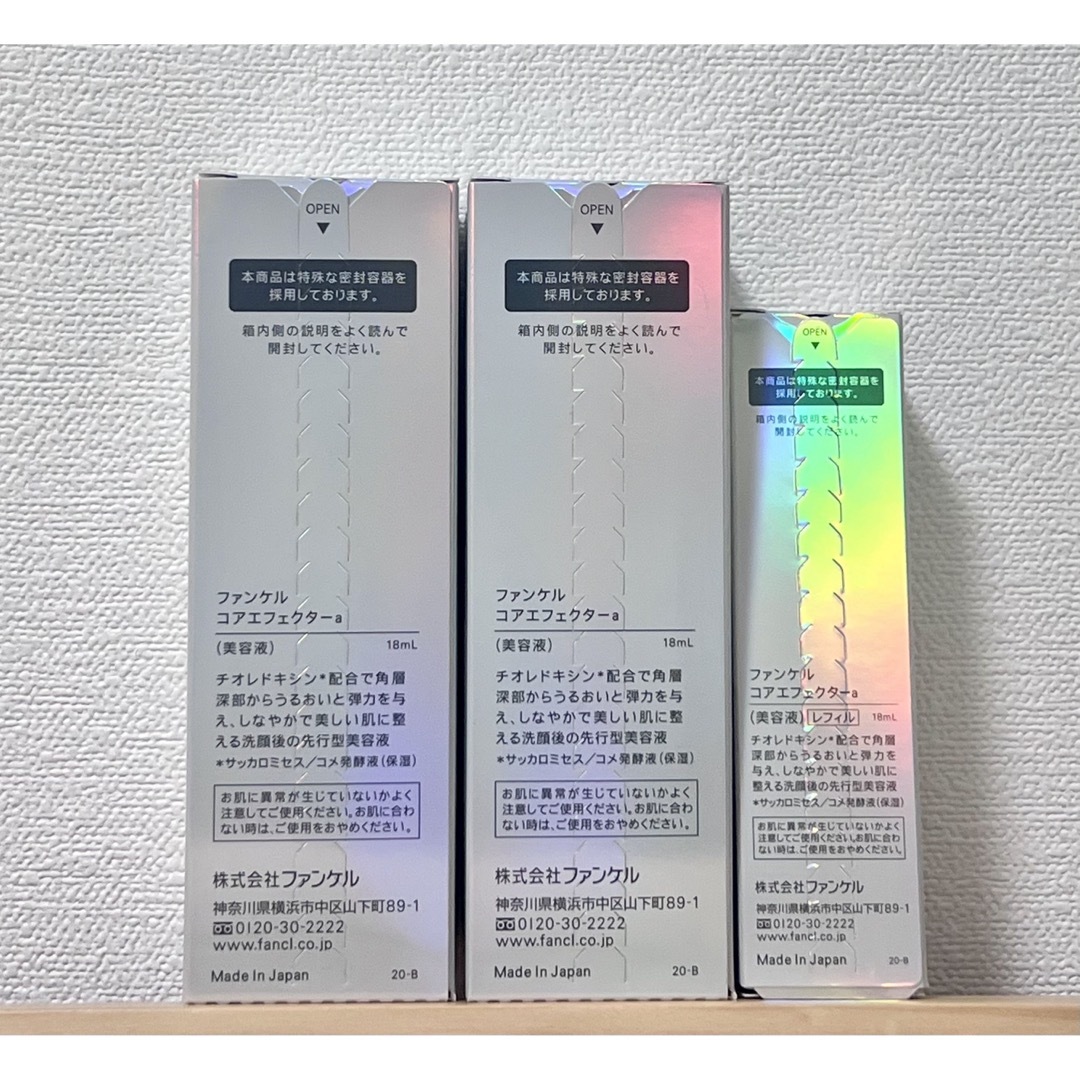 OPEN
▼
本商品は特殊な密封容器を
採用しております。
箱内側の説明をよく読んで
開封してください。
ファンケル
コアエフェクターa
(美容液) 18mL
チオレドキシン*配合で角層
深部からうるおいと弾力を与
え、しなやかで美しい肌に整
える洗顔後の先行型美容液
*サッカロミセス/コメ発酵液(保湿)
お肌に異常が生じていないかよく
注意してご使用ください。お肌に合わ
ない時は、ご使用をおやめください。
株式会社ファンケル
神奈川県横浜市中区山下町89-1
0120-30-2222
www.fancl.co.jp
Made In Japan 20-B
OPEN
▼
本商品は特殊な密封容器を
採用しております。
箱内側の説明をよく読んで
開封してください。
ファンケル
コアエフェクターa
(美容液) 18mL
チオレドキシン*配合で角層
深部からうるおいと弾力を与
え、しなやかで美しい肌に整
える洗顔後の先行型美容液
*サッカロミセス/コメ発酵液(保湿)
お肌に異常が生じていないかよく
注意してご使用ください。お肌に合わ
ない時は、ご使用をおやめください。
株式会社ファンケル
神奈川県横浜市中区山下町89-1
0120-30-2222
www.fancl.co.jp
Made In Japan 20-B
OPEN
▼
本商品は特殊な密封容器を
採用しております。
箱内側の説明をよく読んで
開封してください。
ファンケル
コアエフェクターa
(美容液) レフィル 18mL
チオレドキシン*配合で角層
深部からうるおいと弾力を
与え、しなやかで美しい肌に
整える洗顔後の先行型美容液
*サッカロミセス/コメ発酵液(保湿)
お肌に異常が生じていないかよく
注意してご使用ください。お肌に合わ
ない時は、ご使用をおやめください。
株式会社ファンケル
神奈川県横浜市中区山下町89-1
0120-30-2222
www.fancl.co.jp
Made In Japan 20-B